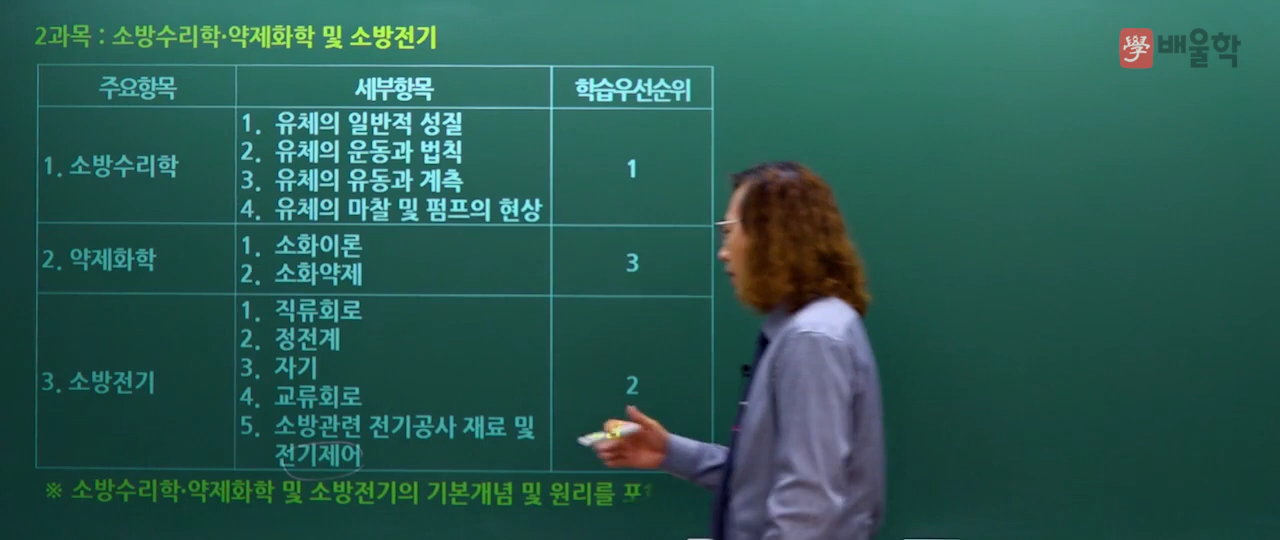 2과목 : 소방수리학·약제화학 및 소방전기
學 배울학
주요항목 세부항목 학습우선순위
1. 소방수리학
1. 유체의 일반적 성질
2. 유체의 운동과 법칙
3. 유체의 유동과 계측
4. 유체의 마찰 및 펌프의 현상
1
2. 약제화학
1. 소화이론
2. 소화약제
3
3. 소방전기
1. 직류회로
2. 정전계
3. 자기
4. 교류회로
5. 소방관련 전기공사 재료 및
전기제어
2
※ 소방수리학·약제화학 및 소방전기의 기본개념 및 원리를